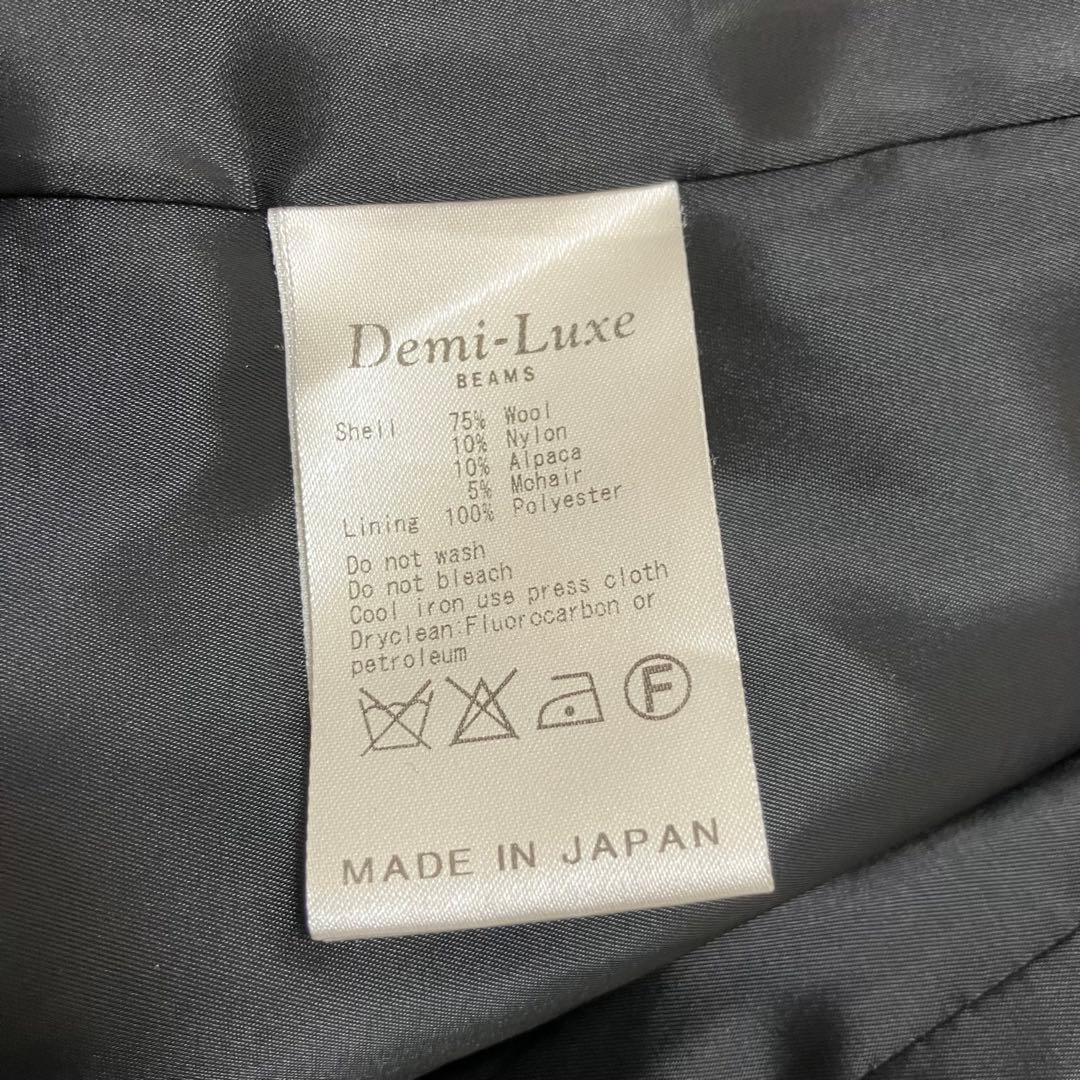 Demi-Luxe
BEAMS
Shell 75% Wool
10% Nylon
10% Alpaca
5% Mohair
Lining 100% Polyester
Do not wash
Do not bleach
Cool iron use press cloth
Dryclean:Fluorocarbon or
petroleum
F
MADE IN JAPAN